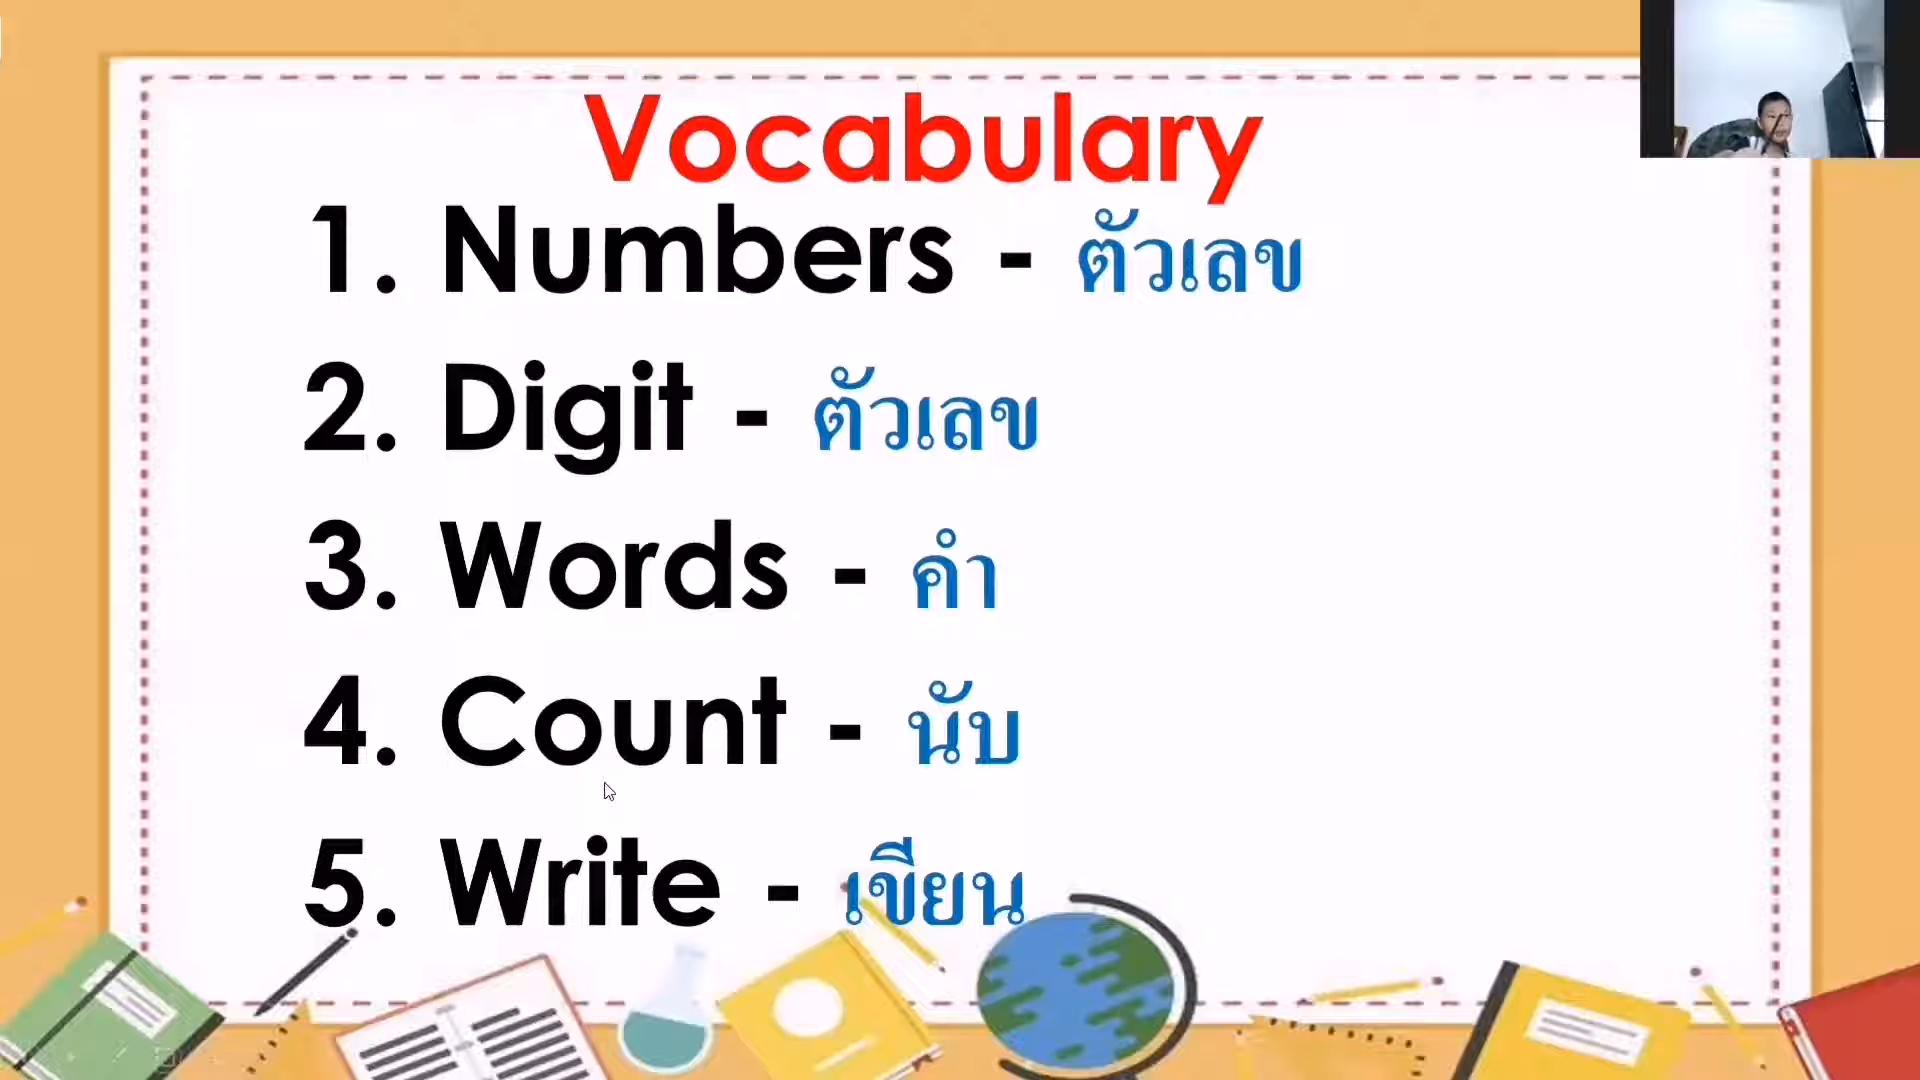 Vocabulary
1. Numbers - ตัวเลข
2. Digit - ตัวเลข
3. Words - คำ
4. Count - นับ
5. Write - เขียน